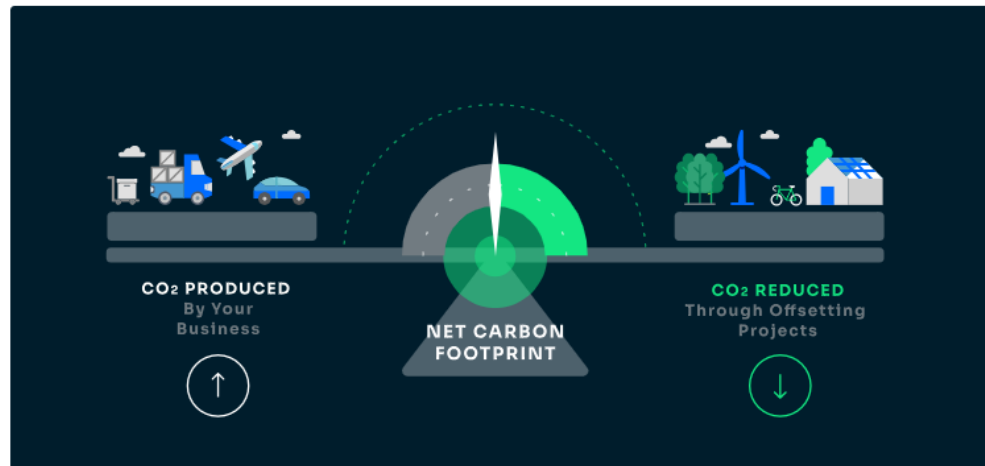 CO2 PRODUCED
By Your
Business
NET CARBON
FOOTPRINT
CO2 REDUCED
Through Offsetting
Projects